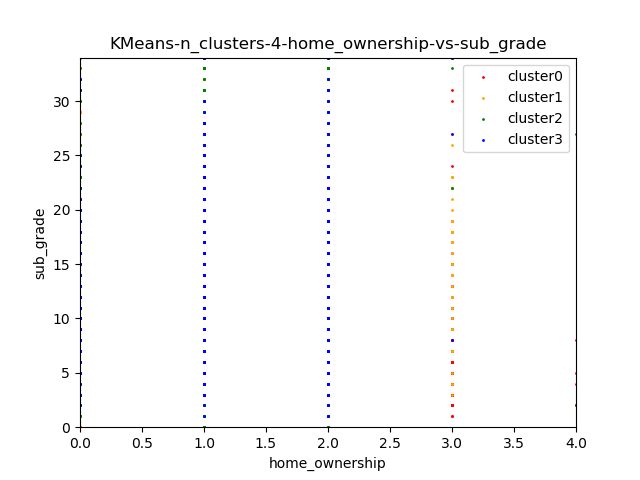 KMeans-n_clusters-4-home_ownership-vs-sub_grade
cluster0
cluster1
cluster2
cluster3
30
25
20
15
10
5
0
sub_grade
0.0 0.5 1.0 1.5 2.0 2.5 3.0 3.5 4.0
home_ownership